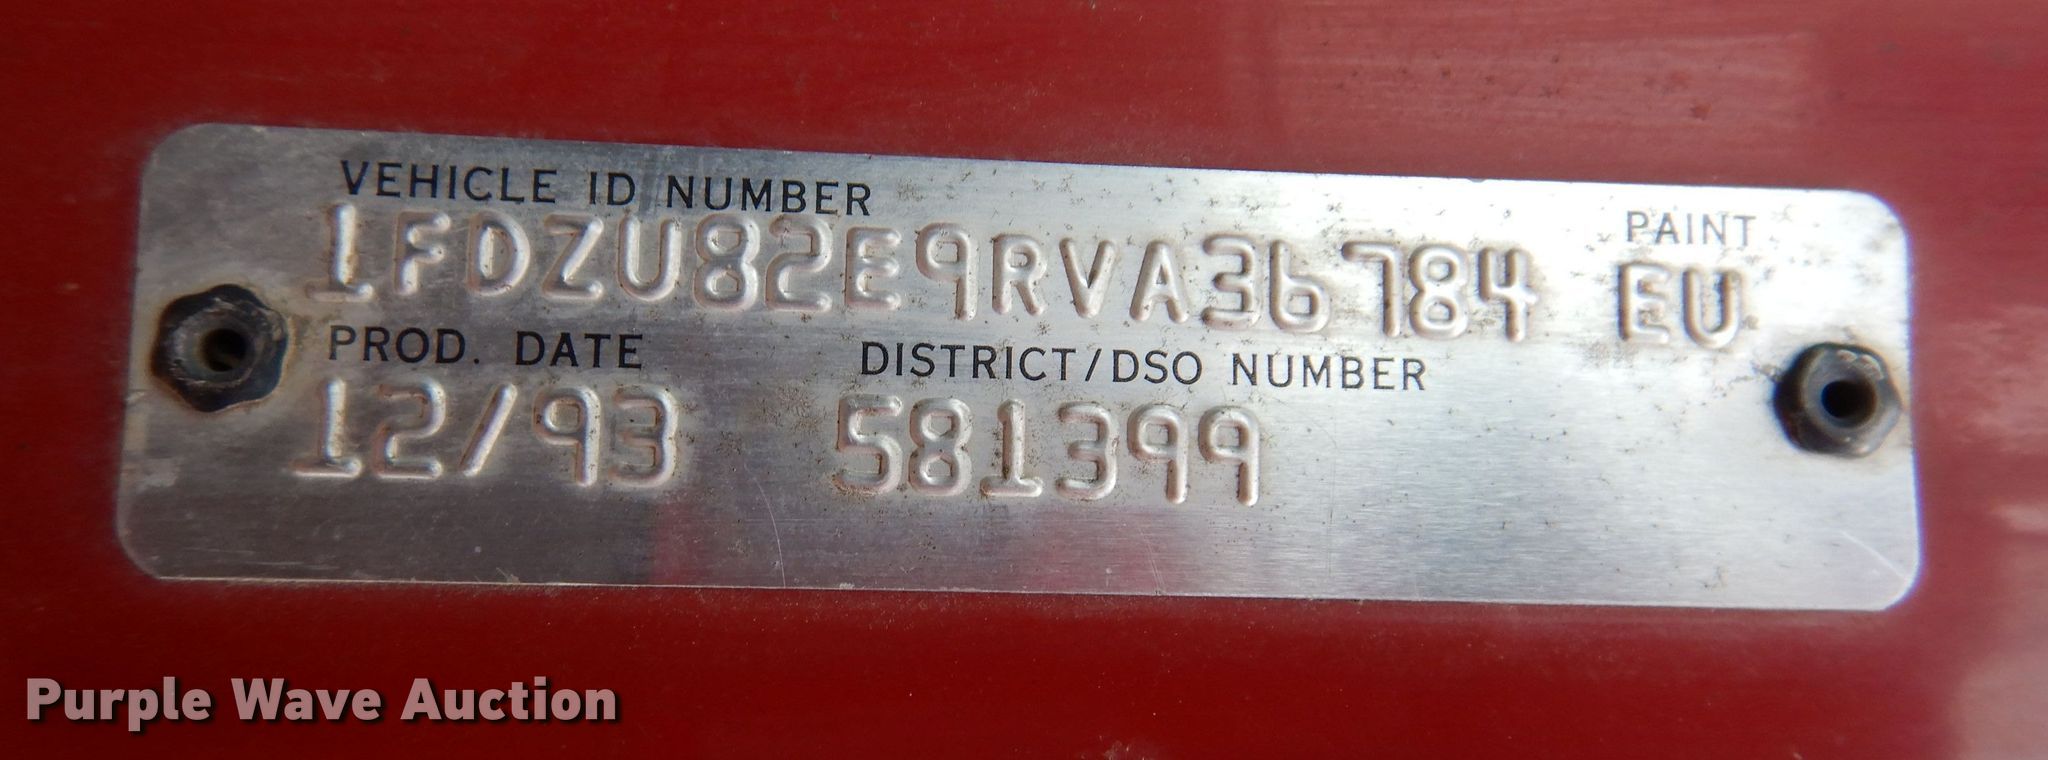 VEHICLE ID NUMBER
1FDZU82E9RVA36784
PAINT
EU
PROD. DATE
12/93
DISTRICT/DSO NUMBER
581399
Purple Wave Auction